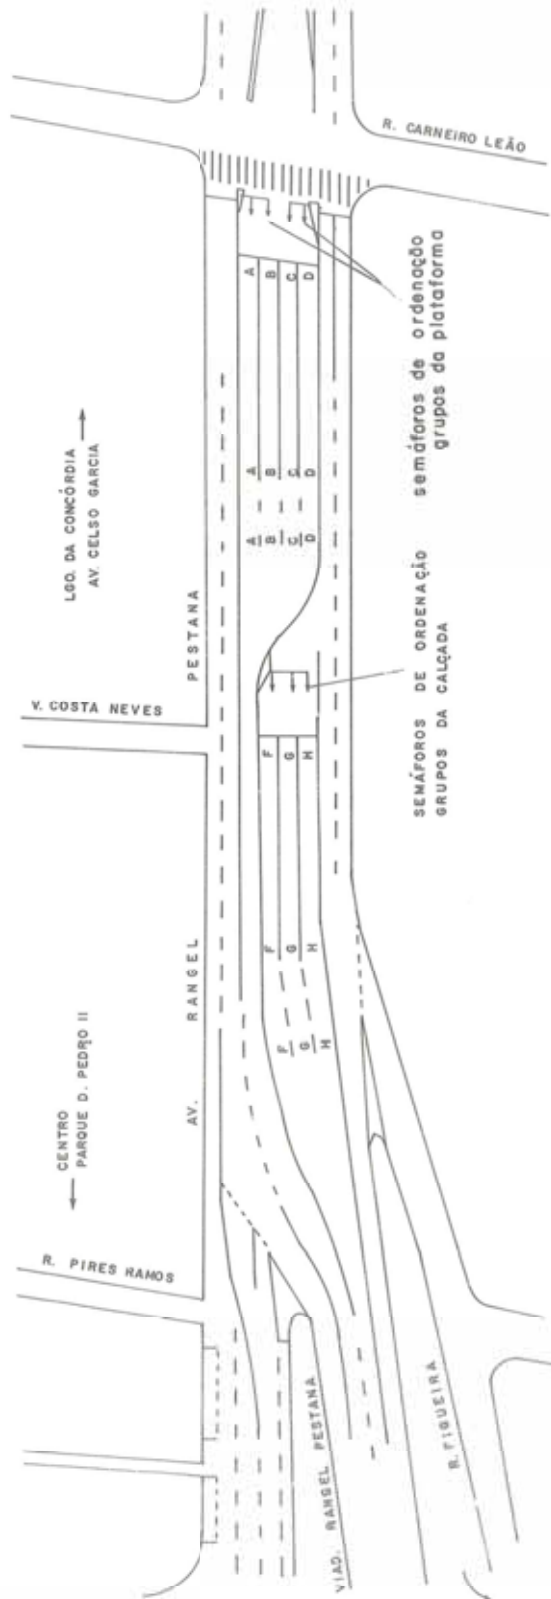 R. CARNEIRO LEÃO
A
B
C
D
semáforos de ordenação
grupos da plataforma
LGO. DA CONCÓRDIA
AV. CELSO GARCIA
A
B
C
D
A
B
C
D
PESTANA
V. COSTA NEVES
SEMÁFOROS DE ORDENAÇÃO
GRUPOS DA CALÇADA
F
G
H
F
G
H
F
G
H
AV. RANGEL
CENTRO
PARQUE D. PEDRO II
R. PIRES RAMOS
VIAD. RANGEL PESTANA
R. FIGUEIRA